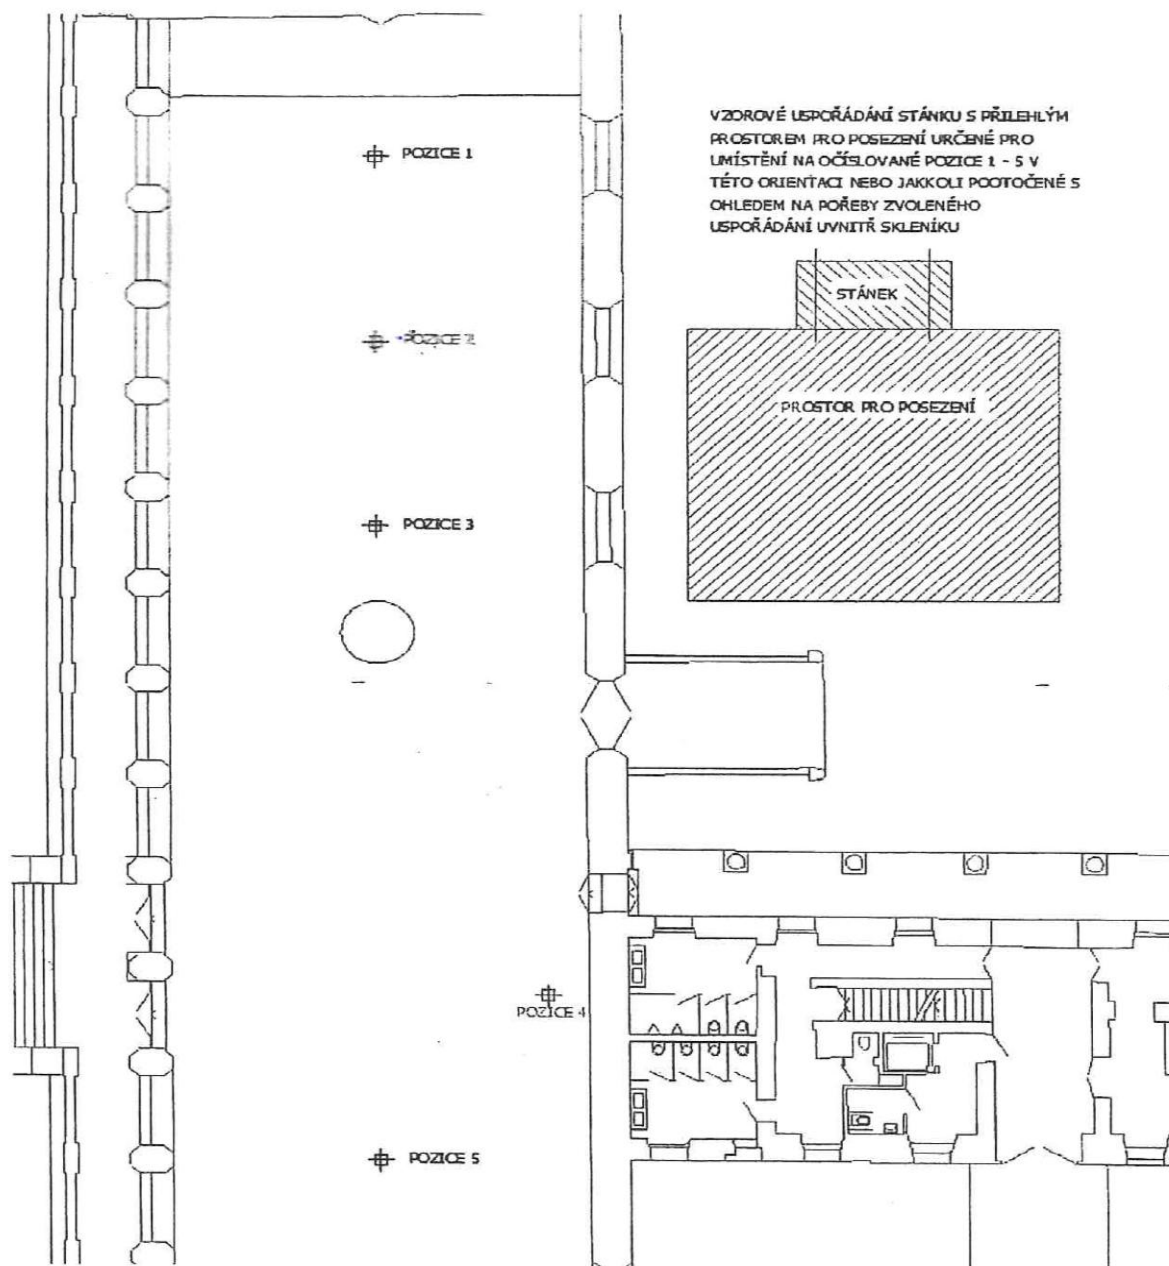 VZOROVÉ USPOŘÁDÁNÍ STÁNKU S PŘILEHLÝM
PROSTOREM PRO POSEZENÍ URČENÉ PRO
UMÍSTĚNÍ NA OČÍSLOVANÉ POZICE 1 - 5 V
TÉTO ORIENTACI NEBO JAKKOLI POOTOČENÉ S
OHLEDEM NA POŘEBY ZVOLENÉHO
USPOŘÁDÁNÍ UVNITŘ SKLENÍKU
STÁNEK
PROSTOR PRO POSEZENÍ
POZICE 1
POZICE 2
POZICE 3
POZICE 4
POZICE 5